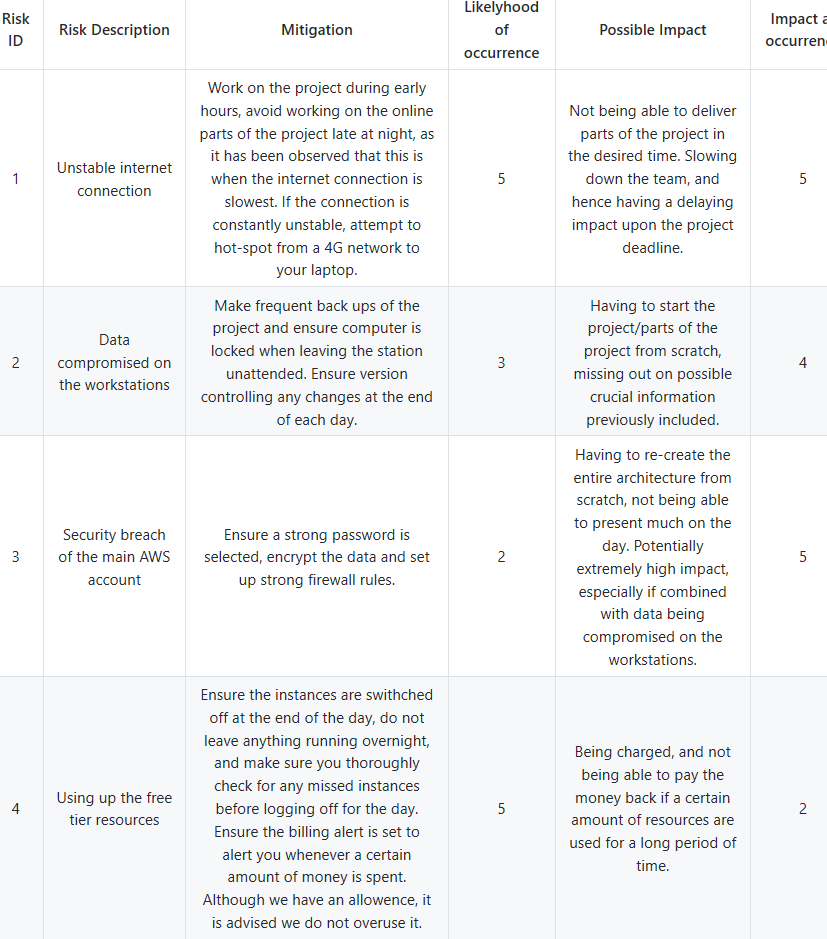 Risk
ID
Risk Description
Mitigation
Likelyhood
of
occurrence
Possible Impact
Impact a
occurren
1
Unstable internet
connection
Work on the project during early
hours, avoid working on the online
parts of the project late at night, as
it has been observed that this is
when the internet connection is
slowest. If the connection is
constantly unstable, attempt to
hot-spot from a 4G network to
your laptop.
5
Not being able to deliver
parts of the project in
the desired time. Slowing
down the team, and
hence having a delaying
impact upon the project
deadline.
5
2
Data
compromised on
the workstations
Make frequent back ups of the
project and ensure computer is
locked when leaving the station
unattended. Ensure version
controlling any changes at the end
of each day.
3
Having to start the
project/parts of the
project from scratch,
missing out on possible
crucial information
previously included.
4
3
Security breach
of the main AWS
account
Ensure a strong password is
selected, encrypt the data and set
up strong firewall rules.
2
Having to re-create the
entire architecture from
scratch, not being able
to present much on the
day. Potentially
extremely high impact,
especially if combined
with data being
compromised on the
workstations.
5
4
Using up the free
tier resources
Ensure the instances are swithched
off at the end of the day, do not
leave anything running overnight,
and make sure you thoroughly
check for any missed instances
before logging off for the day.
Ensure the billing alert is set to
alert you whenever a certain
amount of money is spent.
Although we have an allowence, it
is advised we do not overuse it.
5
Being charged, and not
being able to pay the
money back if a certain
amount of resources are
used for a long period of
time.
2